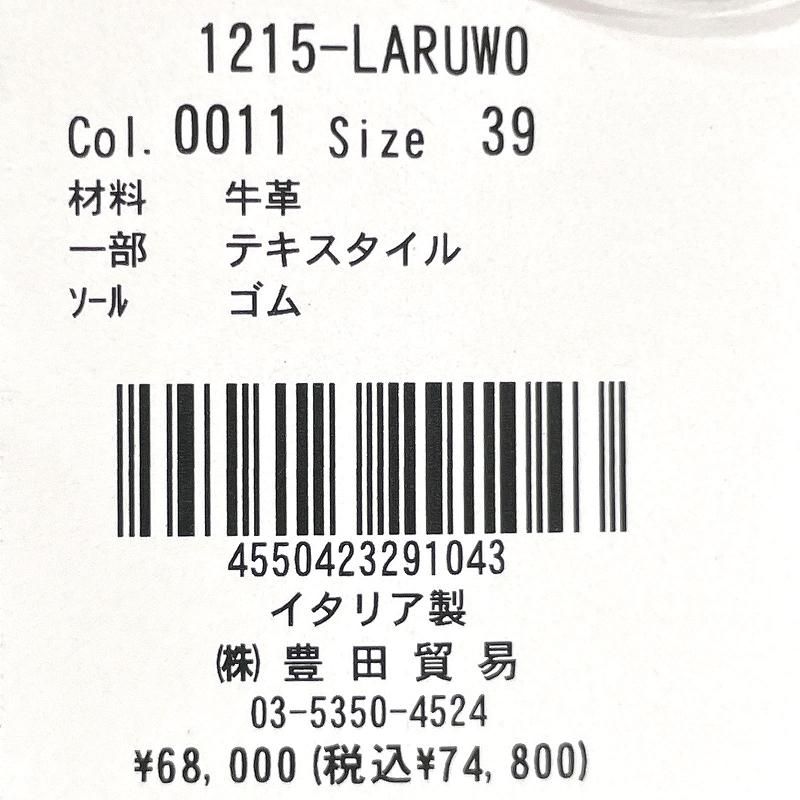 1215-LARUWO
Col. 0011 Size 39
材料 牛革
一部 テキスタイル
ｿｰﾙ ゴム
4550423291043
イタリア製
㈱ 豊田貿易
03-5350-4524
¥68,000(税込¥74,800)